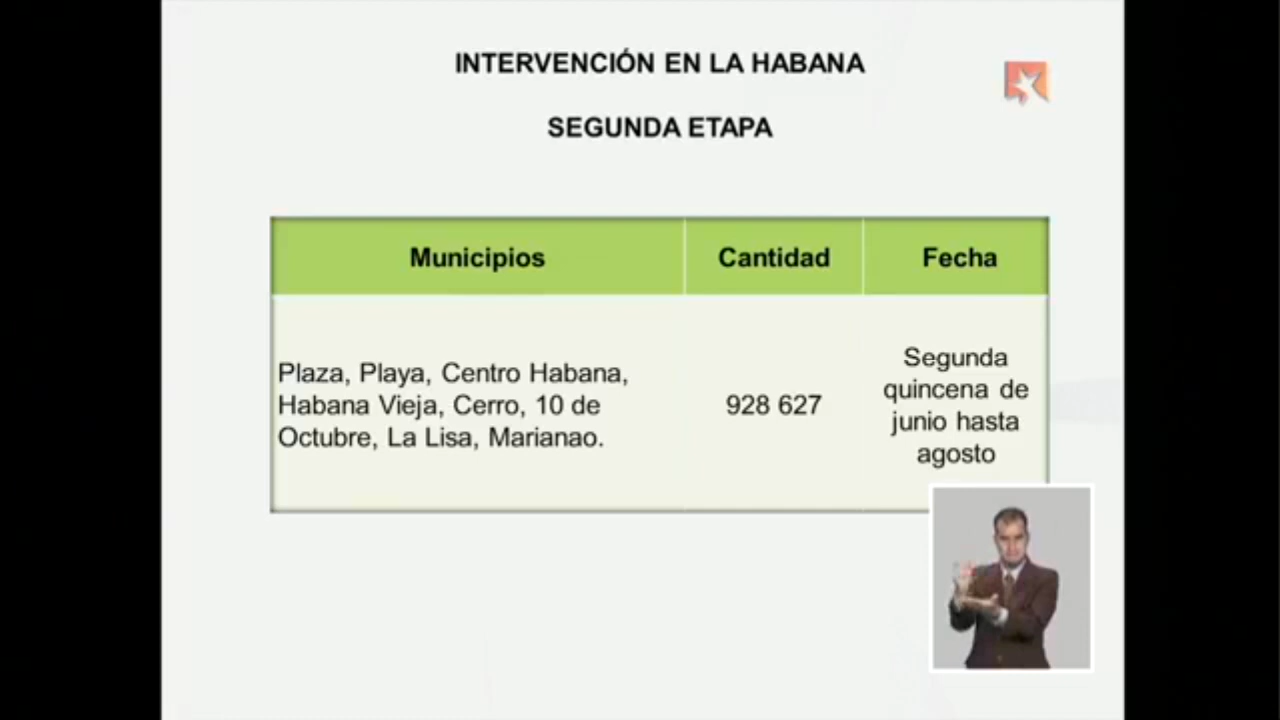 INTERVENCIÓN EN LA HABANA
SEGUNDA ETAPA
Municipios Cantidad Fecha
Plaza, Playa, Centro Habana,
Habana Vieja, Cerro, 10 de
Octubre, La Lisa, Marianao.
928 627
Segunda
quincena de
junio hasta
agosto